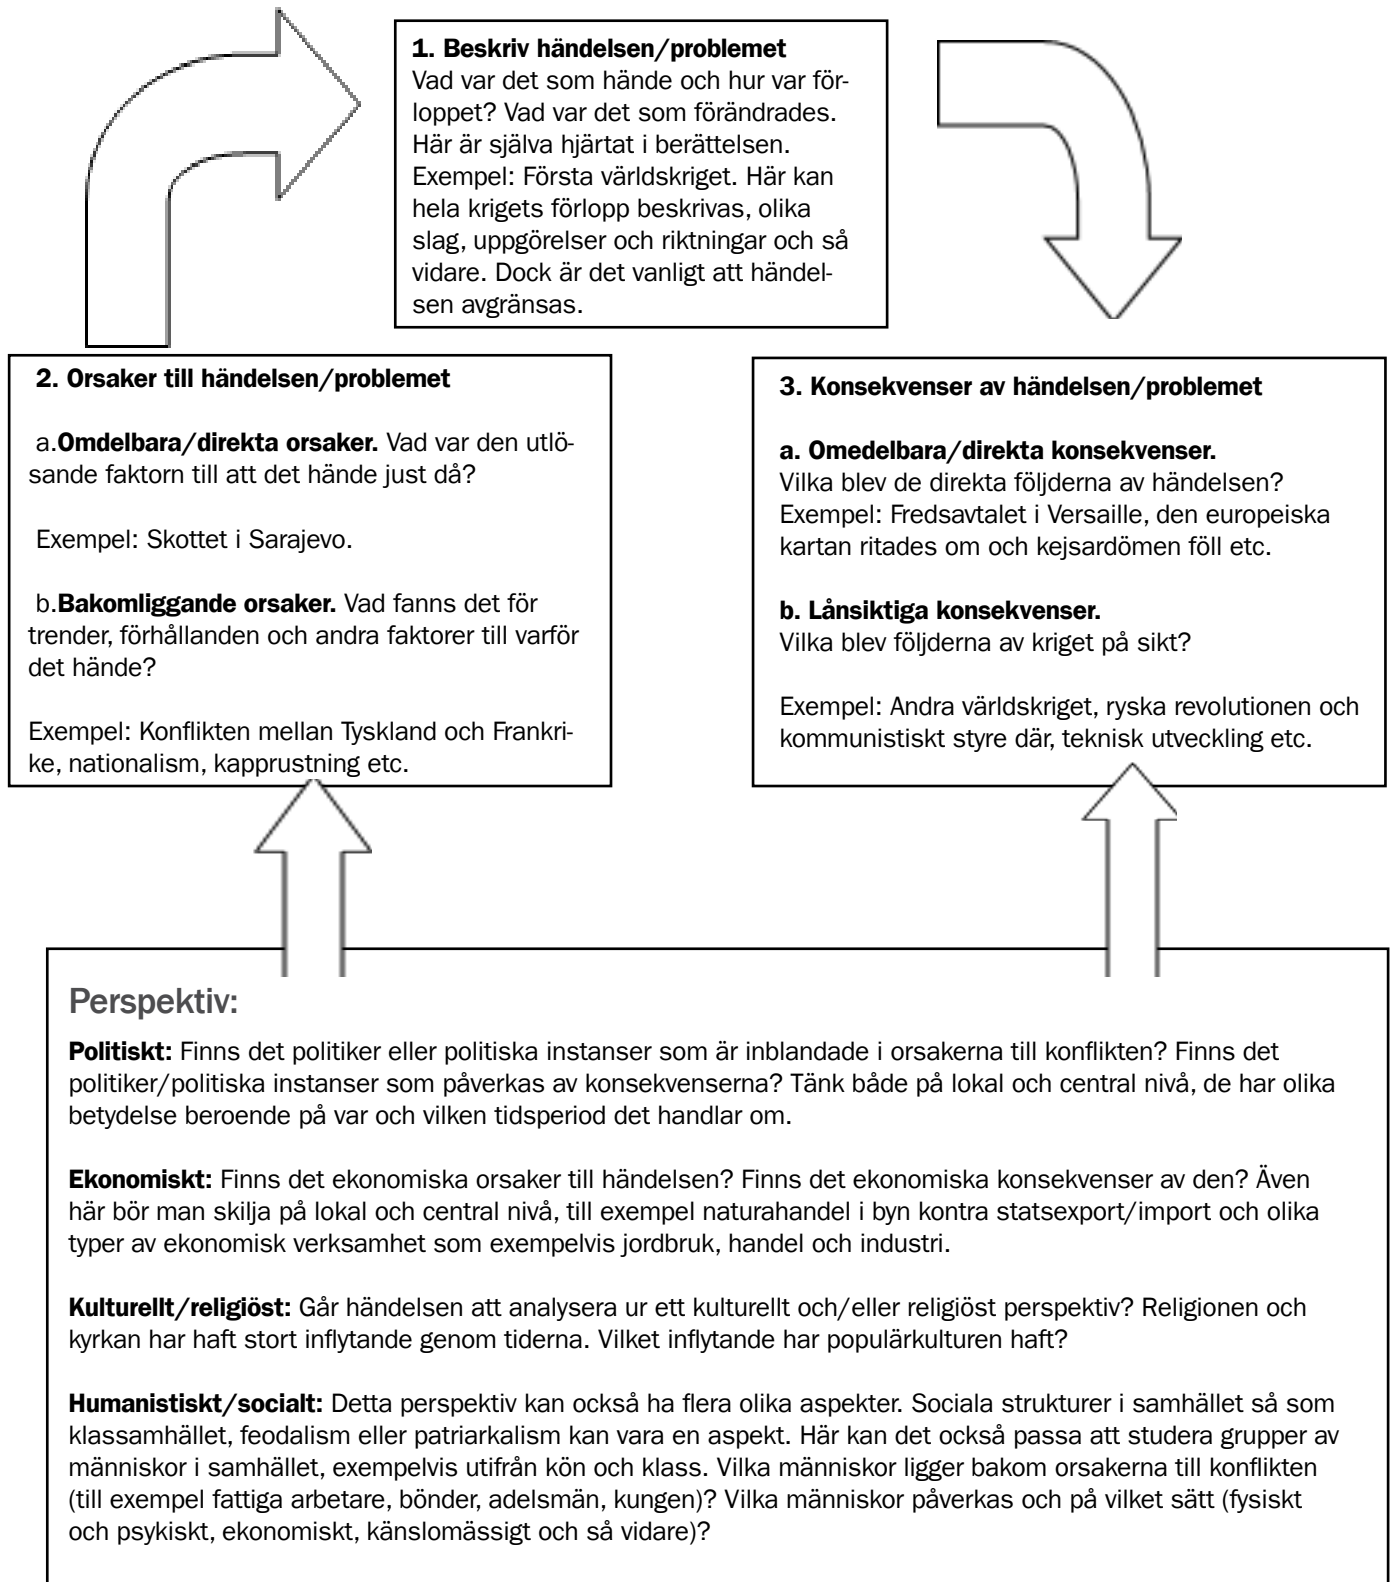 1. Beskriv händelsen/problemet
Vad var det som hände och hur var för-
loppet? Vad var det som förändrades.
Här är själva hjärtat i berättelsen.
Exempel: Första världskriget. Här kan
hela krigets förlopp beskrivas, olika
slag, uppgörelser och riktningar och så
vidare. Dock är det vanligt att händel-
sen avgränsas.
2. Orsaker till händelsen/problemet
a.Omdelbara/direkta orsaker. Vad var den utlö-
sande faktorn till att det hände just då?
Exempel: Skottet i Sarajevo.
b.Bakomliggande orsaker. Vad fanns det för
trender, förhållanden och andra faktorer till varför
det hände?
Exempel: Konflikten mellan Tyskland och Frankri-
ke, nationalism, kapprustning etc.
3. Konsekvenser av händelsen/problemet
a. Omedelbara/direkta konsekvenser.
Vilka blev de direkta följderna av händelsen?
Exempel: Fredsavtalet i Versaille, den europeiska
kartan ritades om och kejsardömen föll etc.
b. Lånsiktiga konsekvenser.
Vilka blev följderna av kriget på sikt?
Exempel: Andra världskriget, ryska revolutionen och
kommunistiskt styre där, teknisk utveckling etc.
Perspektiv:
Politiskt: Finns det politiker eller politiska instanser som är inblandade i orsakerna till konflikten? Finns det
politiker/politiska instanser som påverkas av konsekvenserna? Tänk både på lokal och central nivå, de har olika
betydelse beroende på var och vilken tidsperiod det handlar om.
Ekonomiskt: Finns det ekonomiska orsaker till händelsen? Finns det ekonomiska konsekvenser av den? Även
här bör man skilja på lokal och central nivå, till exempel naturahandel i byn kontra statsexport/import och olika
typer av ekonomisk verksamhet som exempelvis jordbruk, handel och industri.
Kulturellt/religiöst: Går händelsen att analysera ur ett kulturellt och/eller religiöst perspektiv? Religionen och
kyrkan har haft stort inflytande genom tiderna. Vilket inflytande har populärkulturen haft?
Humanistiskt/socialt: Detta perspektiv kan också ha flera olika aspekter. Sociala strukturer i samhället så som
klassamhället, feodalism eller patriarkalism kan vara en aspekt. Här kan det också passa att studera grupper av
människor i samhället, exempelvis utifrån kön och klass. Vilka människor ligger bakom orsakerna till konflikten
(till exempel fattiga arbetare, bönder, adelsmän, kungen)? Vilka människor påverkas och på vilket sätt (fysiskt
och psykiskt, ekonomiskt, känslomässigt och så vidare)?